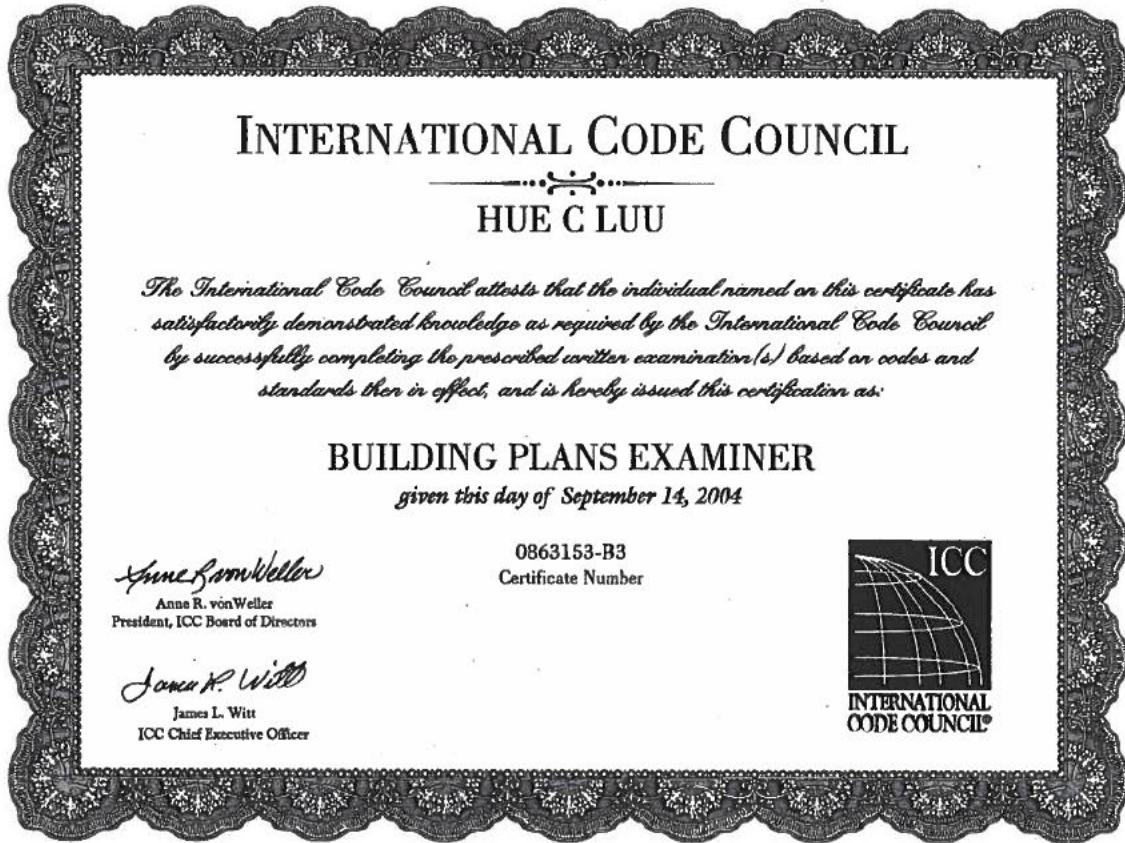 INTERNATIONAL CODE COUNCIL
HUE C LUU
The International Code Council attests that the individual named on this certificate has
satisfactorily demonstrated knowledge as required by the International Code Council
by successfully completing the prescribed written examination(s) based on codes and
standards then in effect, and is hereby issued this certification as:
BUILDING PLANS EXAMINER
given this day of September 14, 2004
0863153-B3
Certificate Number
Anne R. vonWeller
Anne R. vonWeller
President, ICC Board of Directors
James L. Witt
James L. Witt
ICC Chief Executive Officer
ICC
INTERNATIONAL
CODE COUNCIL®